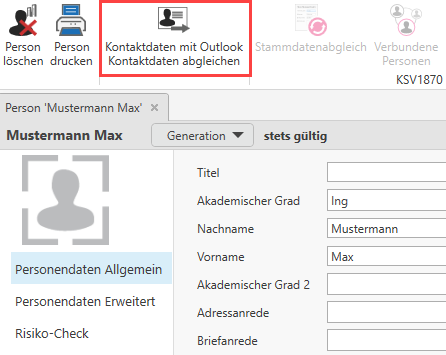 Person löschen
Person drucken
Kontaktdaten mit Outlook
Kontaktdaten abgleichen
Stammdatenabgleich
Verbundene Personen
KSV1870
Person 'Mustermann Max' ×
Mustermann Max
Generation
stets gültig
Titel
Akademischer Grad Ing
Nachname Mustermann
Vorname Max
Akademischer Grad 2
Adressanrede
Briefanrede
Personendaten Allgemein
Personendaten Erweitert
Risiko-Check